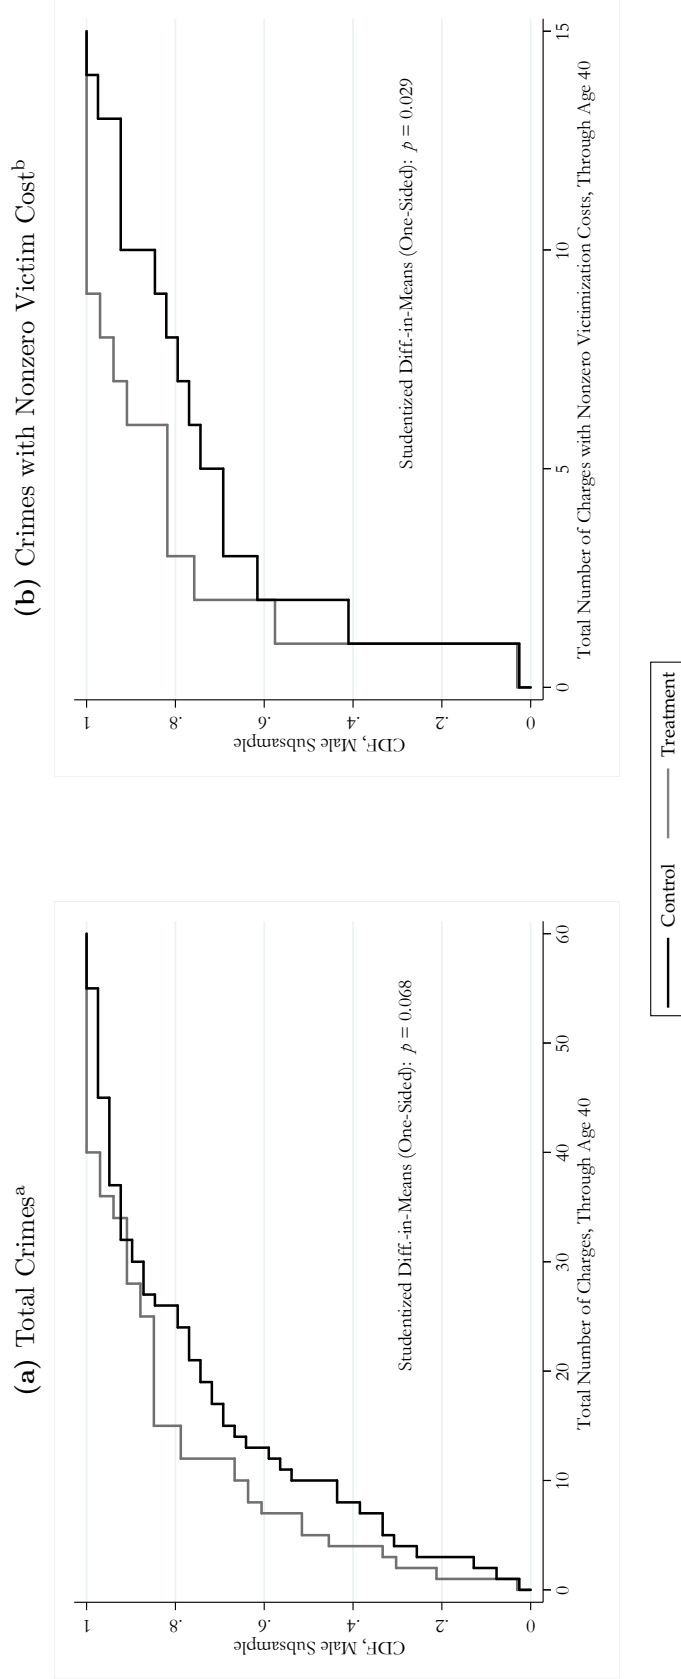 (a) Total Crimesᵃ
CDF, Male Subsample
1
.8
.6
.4
.2
0
Studentized Diff.-in-Means (One-Sided): p = 0.068
0 10 20 30 40 50 60
Total Number of Charges, Through Age 40
(b) Crimes with Nonzero Victim Costᵇ
CDF, Male Subsample
1
.8
.6
.4
.2
0
Studentized Diff.-in-Means (One-Sided): p = 0.029
0 5 10 15
Total Number of Charges with Nonzero Victimization Costs, Through Age 40
Control Treatment